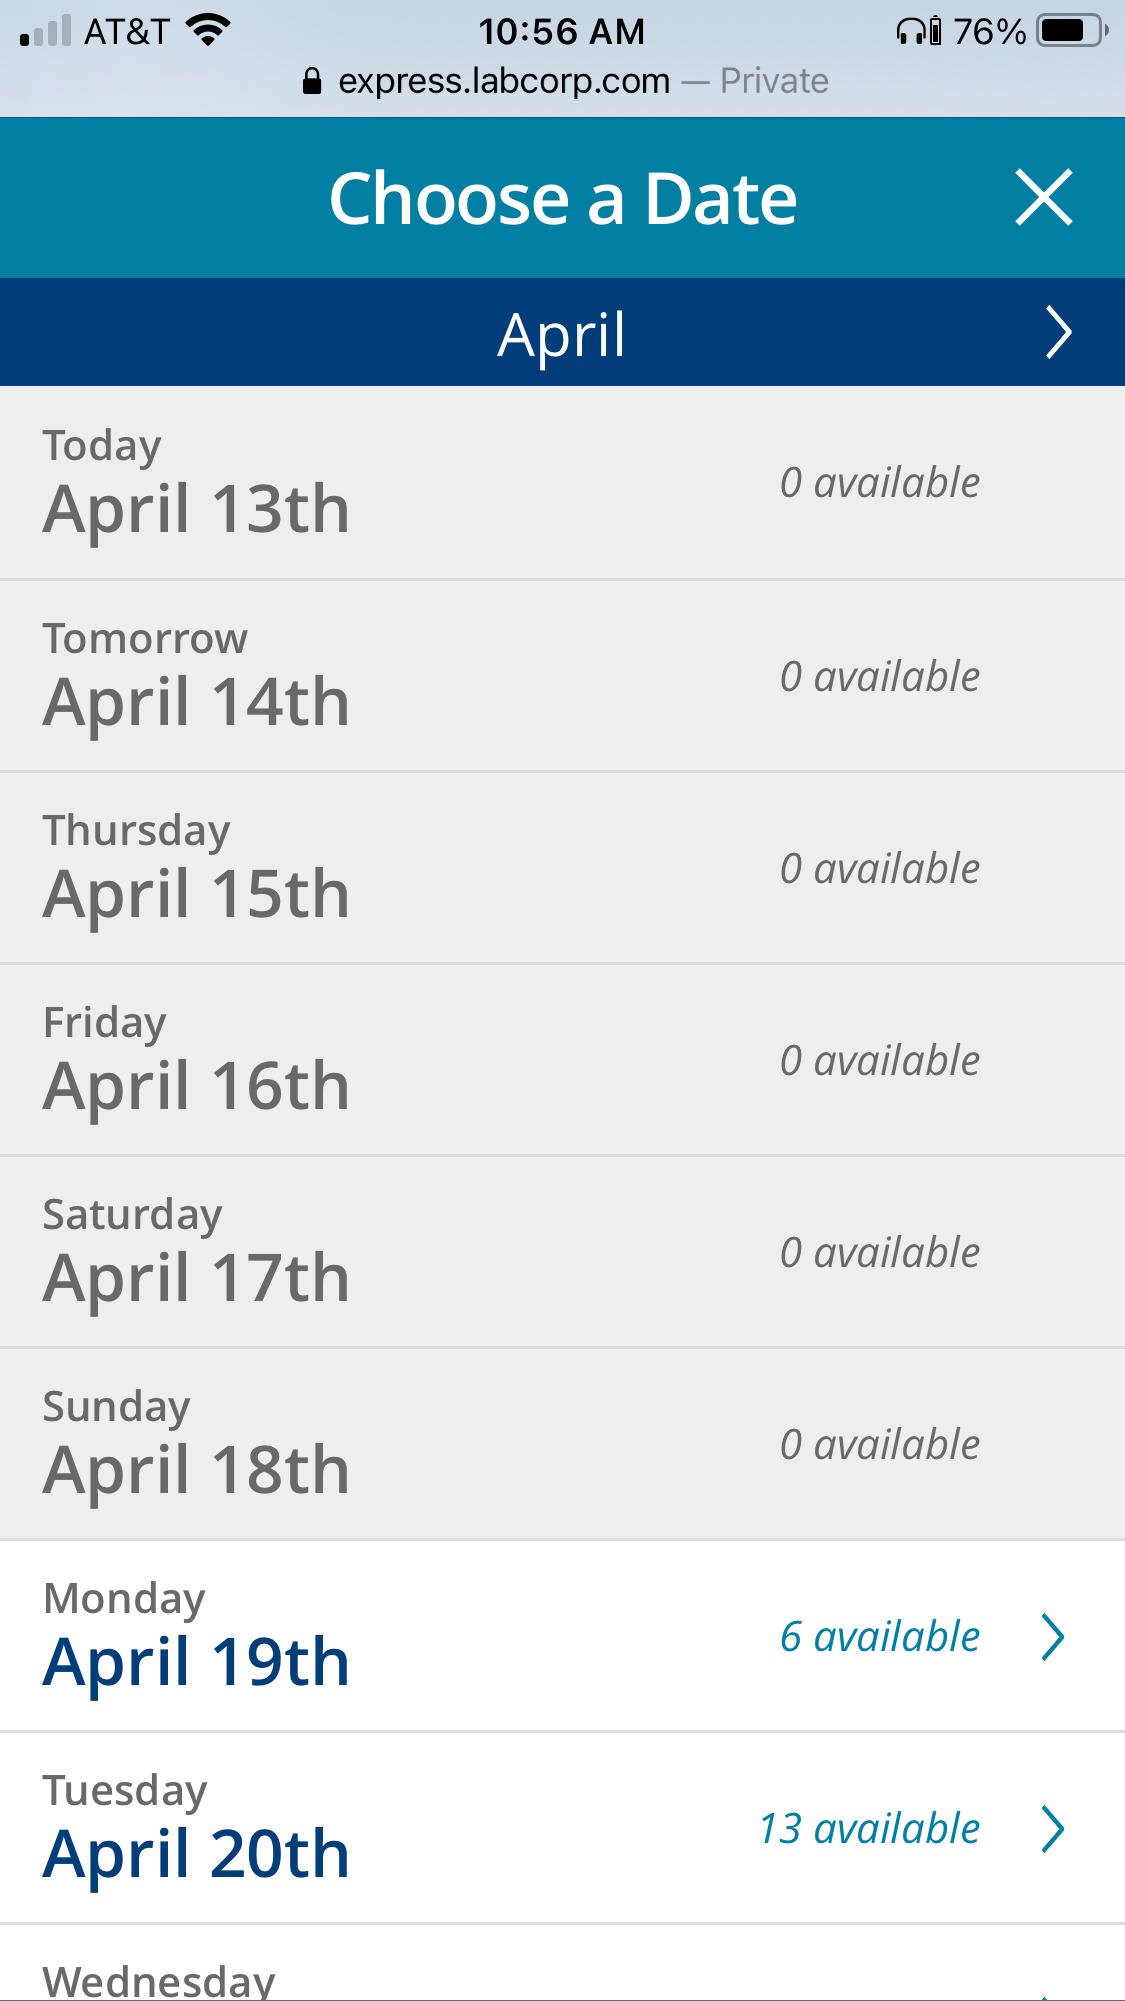 AT&T 10:56 AM 76%
express.labcorp.com — Private
Choose a Date
April
Today
April 13th
0 available
Tomorrow
April 14th
0 available
Thursday
April 15th
0 available
Friday
April 16th
0 available
Saturday
April 17th
0 available
Sunday
April 18th
0 available
Monday
April 19th
6 available
Tuesday
April 20th
13 available
Wednesday